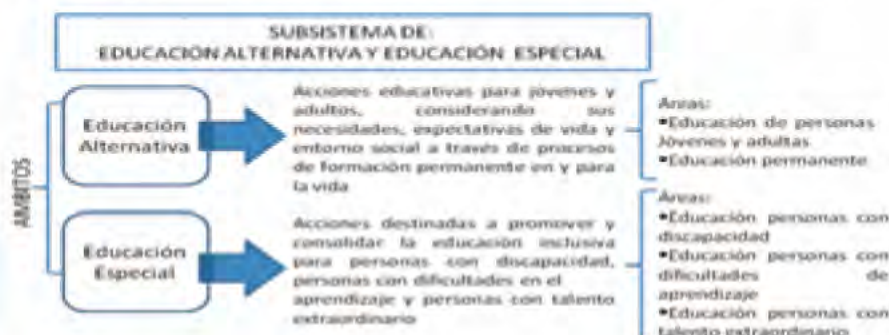 SUBSISTEMA DE:
EDUCACIÓN ALTERNATIVA Y EDUCACIÓN ESPECIAL
ÁMBITOS
Educación
Alternativa
Acciones educativas para jóvenes y
adultos, considerando sus
necesidades, expectativas de vida y
entorno social a través de procesos
de formación permanente en y para
la vida
Áreas:
•Educación de personas
Jóvenes y adultas
•Educación permanente
Educación
Especial
Acciones destinadas a promover y
consolidar la educación inclusiva
para personas con discapacidad,
personas con dificultades en el
aprendizaje y personas con talento
extraordinario
Áreas:
•Educación personas con
discapacidad
•Educación personas con
dificultades de
aprendizaje
•Educación personas con
talento extraordinario